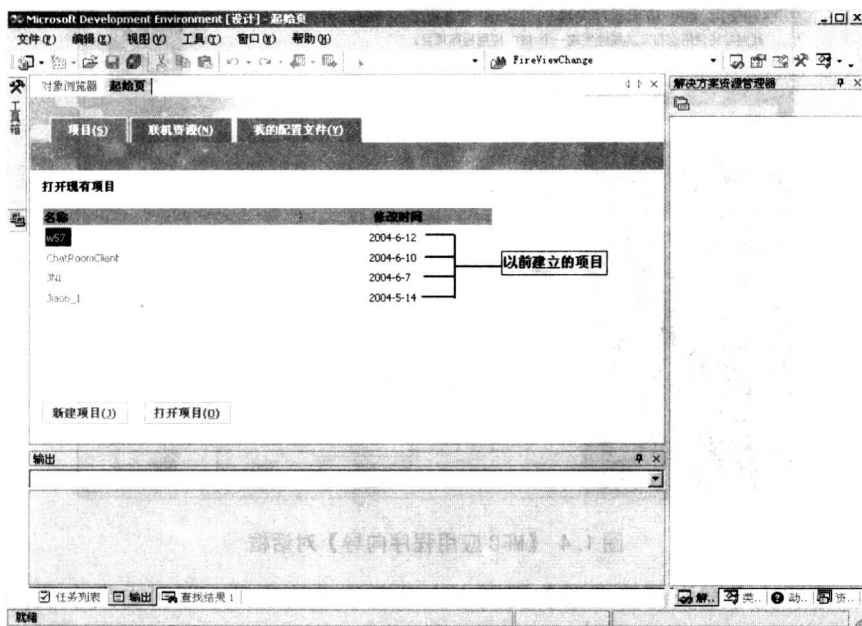 Microsoft Development Environment [设计] - 起始页
文件(F) 编辑(E) 视图(V) 工具(T) 窗口(W) 帮助(H)
FireViewChange
工具箱
对象浏览器 起始页
项目(S) 联机资源(N) 我的配置文件(Y)
打开现有项目
名称 修改时间
w57 2004-6-12
ChatRoomClient 2004-6-10
JN1 2004-6-7
Jiao6_1 2004-5-14
以前建立的项目
新建项目(J) 打开项目(O)
解决方案资源管理器
输出
图 1.4 【MFC应用程序向导】对话框
任务列表 输出 查找结果 1
解.. 类.. 动.. 资..
就绪